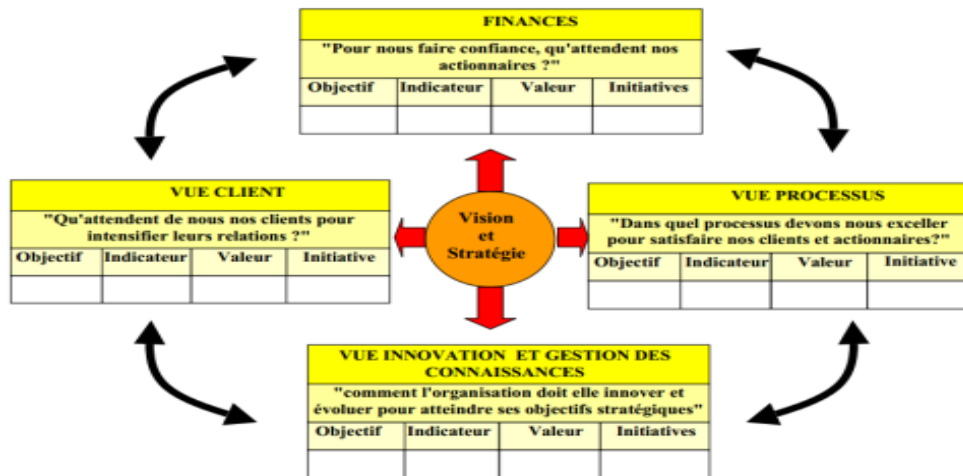 FINANCES
"Pour nous faire confiance, qu'attendent nos
actionnaires ?"
Objectif Indicateur Valeur Initiatives
VUE CLIENT
"Qu'attendent de nous nos clients pour
intensifier leurs relations ?"
Objectif Indicateur Valeur Initiative
Vision
et
Stratégie
VUE PROCESSUS
"Dans quel processus devons nous exceller
pour satisfaire nos clients et actionnaires?"
Objectif Indicateur Valeur Initiative
VUE INNOVATION ET GESTION DES
CONNAISSANCES
"comment l'organisation doit elle innover et
évoluer pour atteindre ses objectifs stratégiques"
Objectif Indicateur Valeur Initiatives